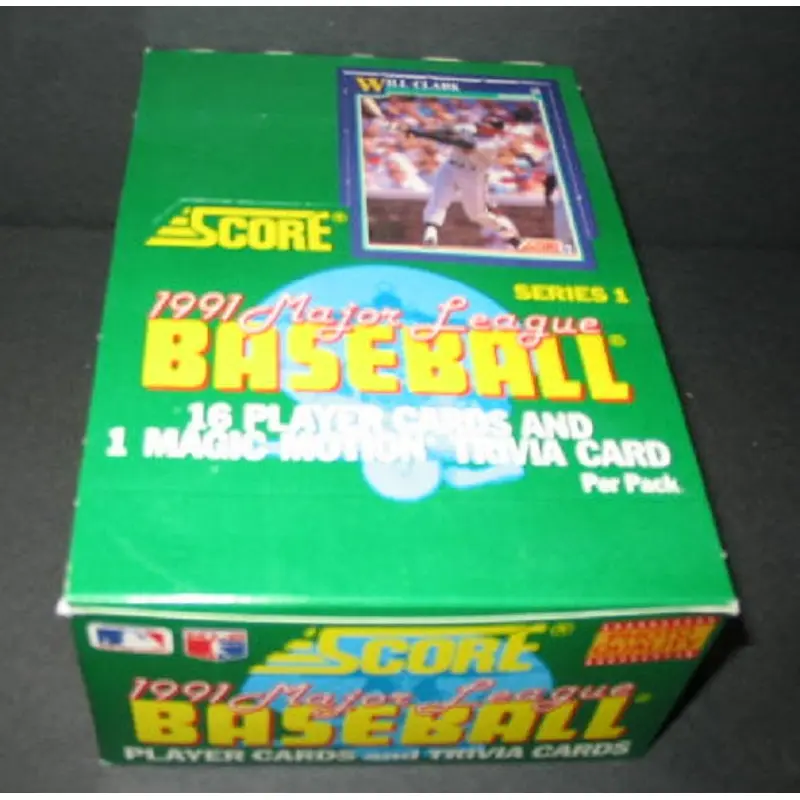 WILL CLARK
SCORE®
SERIES 1
1991 Major League
BASEBALL®
16 PLAYER CARDS AND
1 MAGIC MOTION TRIVIA CARD
Per Pack
SCORE®
1991 Major League
BASEBALL®
PLAYER CARDS and TRIVIA CARDS